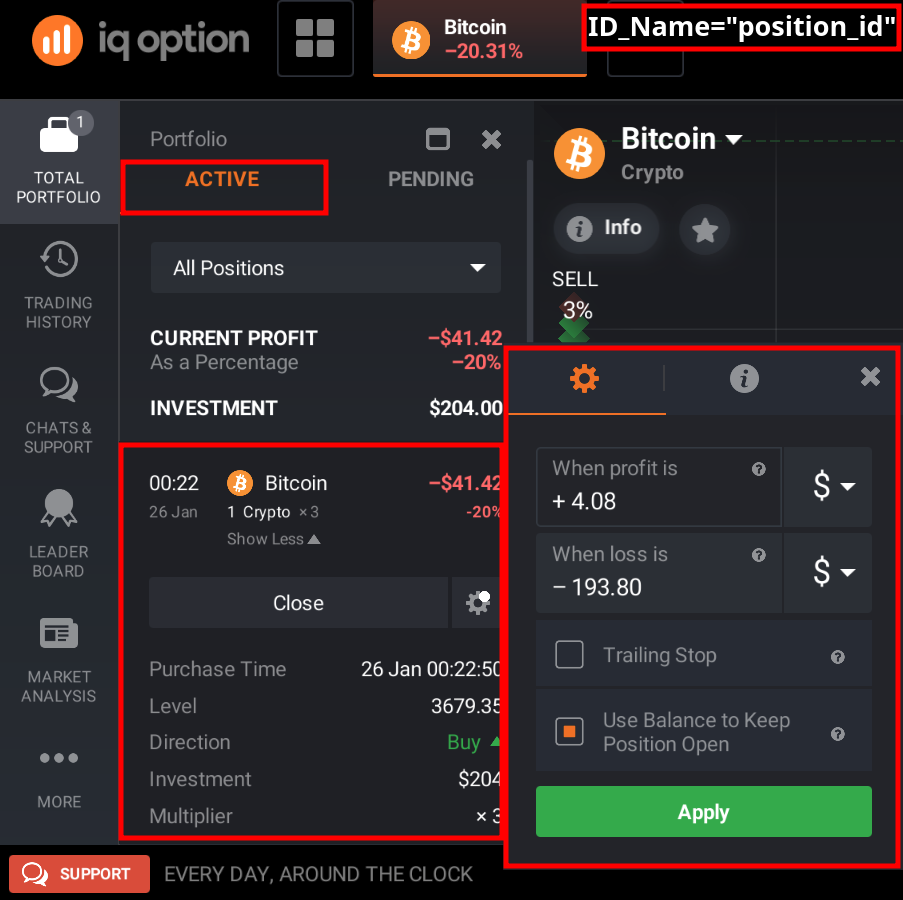 iq option
Bitcoin
−20.31%
ID_Name="position_id"
1
TOTAL
PORTFOLIO
TRADING
HISTORY
CHATS &
SUPPORT
LEADER
BOARD
MARKET
ANALYSIS
MORE
Portfolio
ACTIVE
PENDING
All Positions
CURRENT PROFIT −$41.42
As a Percentage −20%
INVESTMENT $204.00
00:22 Bitcoin −$41.42
26 Jan 1 Crypto ×3 -20%
Show Less
Close
Purchase Time 26 Jan 00:22:50
Level 3679.35
Direction Buy
Investment $204
Multiplier × 3
Bitcoin
Crypto
Info
SELL
3%
When profit is
+ 4.08 $
When loss is
− 193.80 $
Trailing Stop
Use Balance to Keep
Position Open
Apply
SUPPORT EVERY DAY, AROUND THE CLOCK